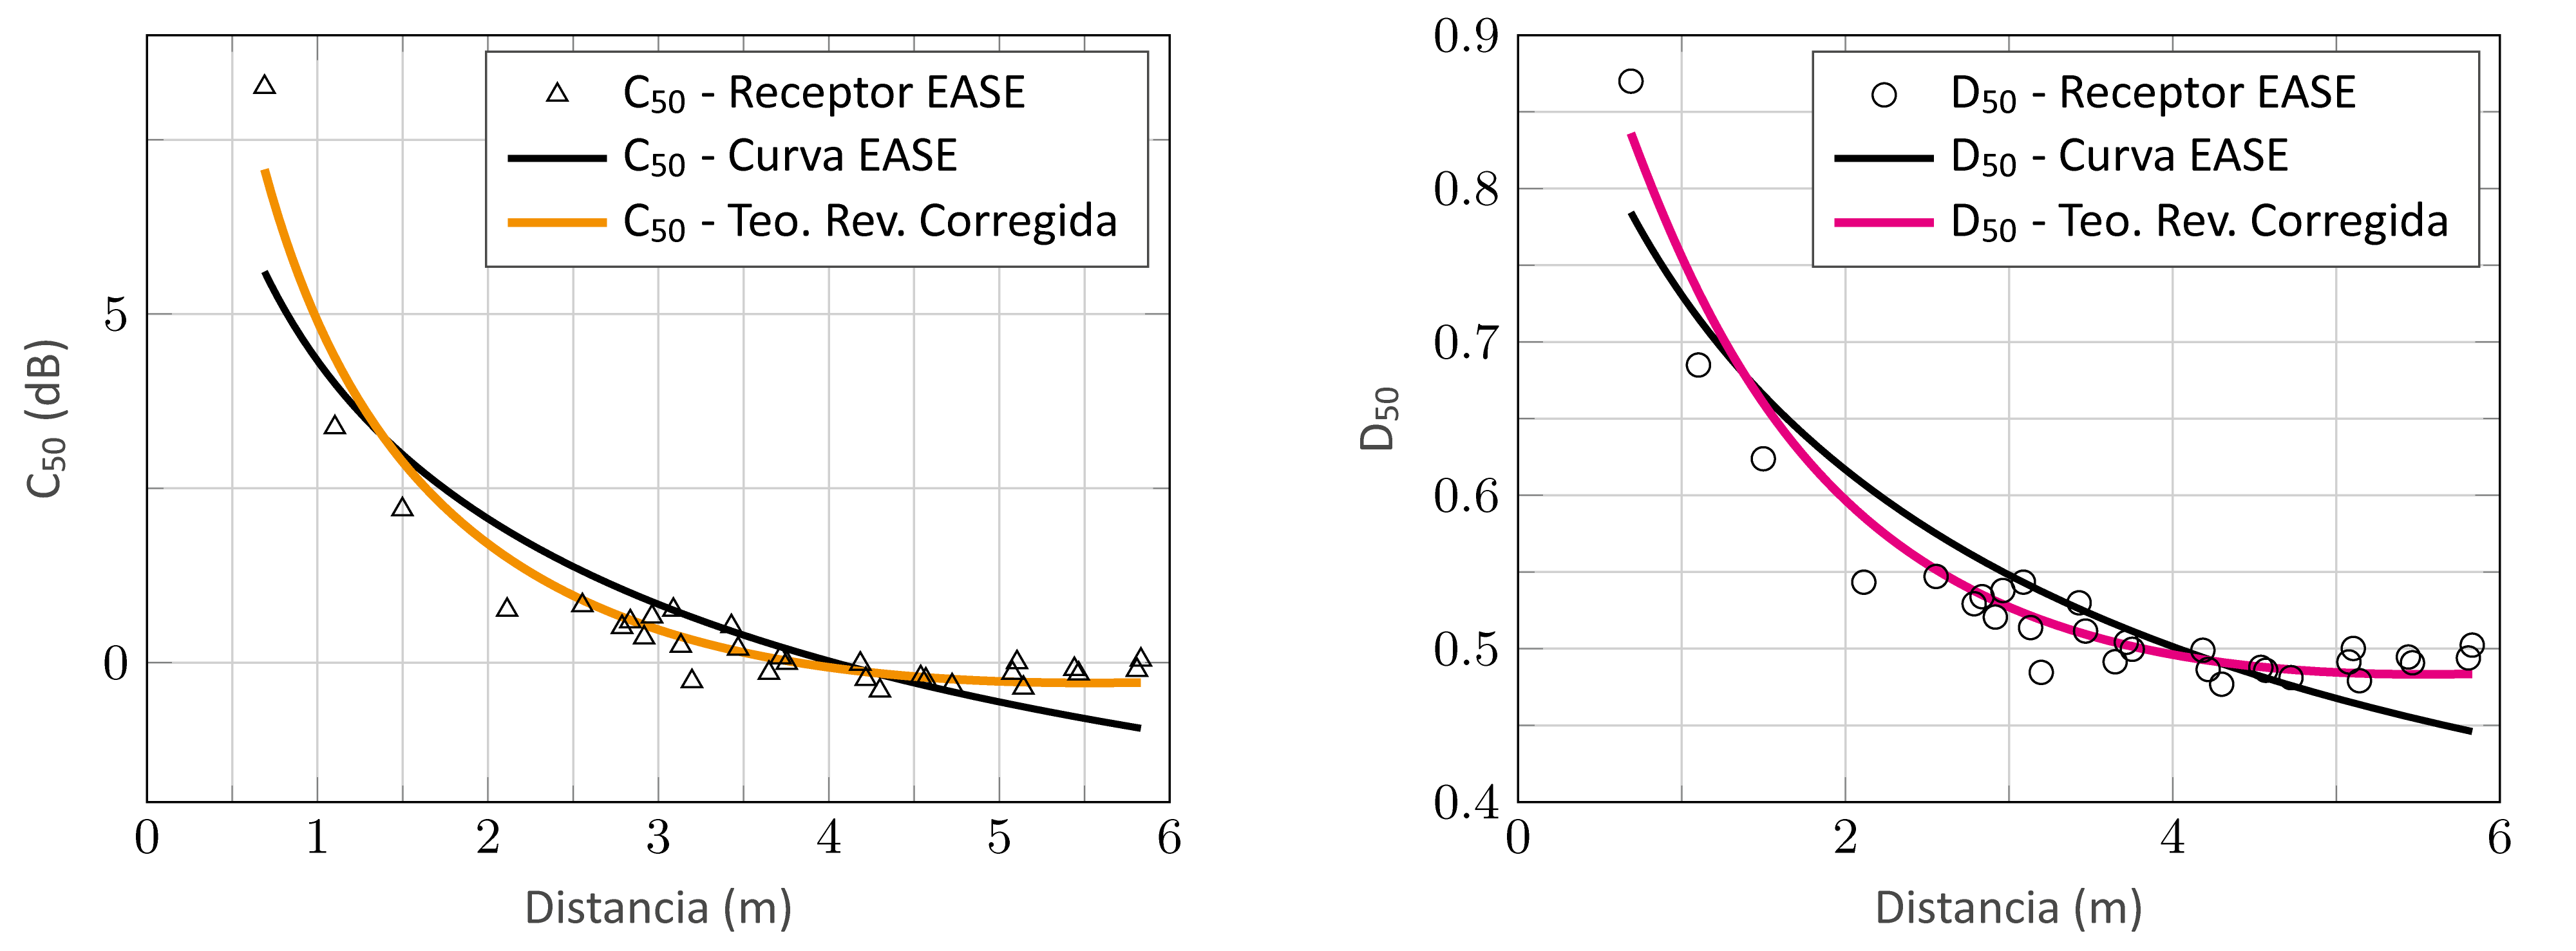 C50 - Receptor EASE
C50 - Curva EASE
C50 - Teo. Rev. Corregida
5
0
C50 (dB)
0 1 2 3 4 5 6
Distancia (m)
0.9
0.8
0.7
0.6
0.5
0.4
D50 - Receptor EASE
D50 - Curva EASE
D50 - Teo. Rev. Corregida
D50
0 2 4 6
Distancia (m)